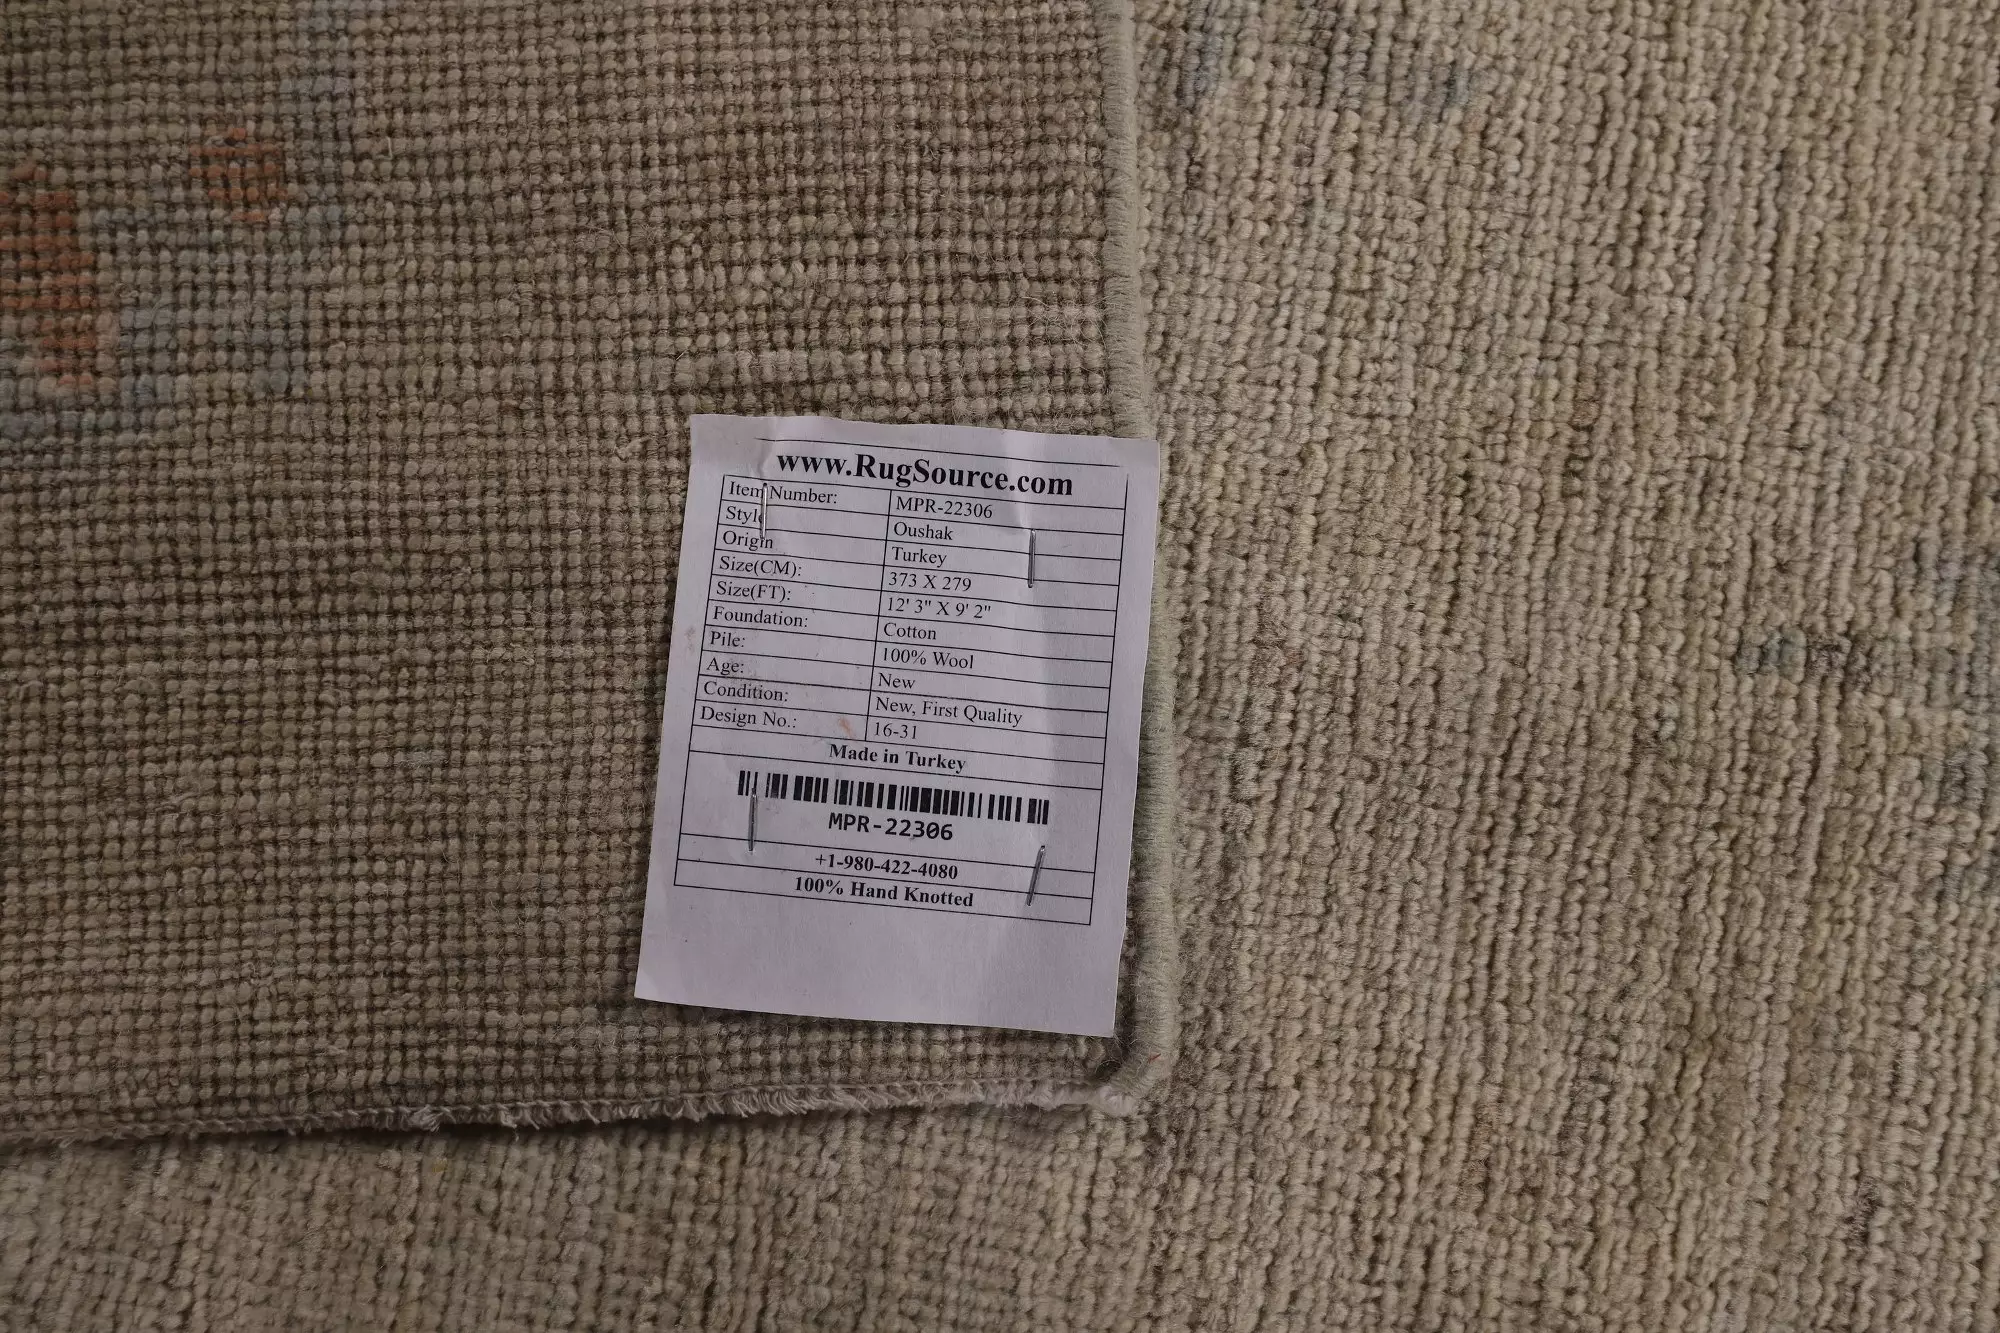 www.RugSource.com
Item Number: MPR-22306
Style Oushak
Origin Turkey
Size(CM): 373 X 279
Size(FT): 12' 3" X 9' 2"
Foundation: Cotton
Pile: 100% Wool
Age: New
Condition: New, First Quality
Design No.: 16-31
Made in Turkey
MPR-22306
+1-980-422-4080
100% Hand Knotted